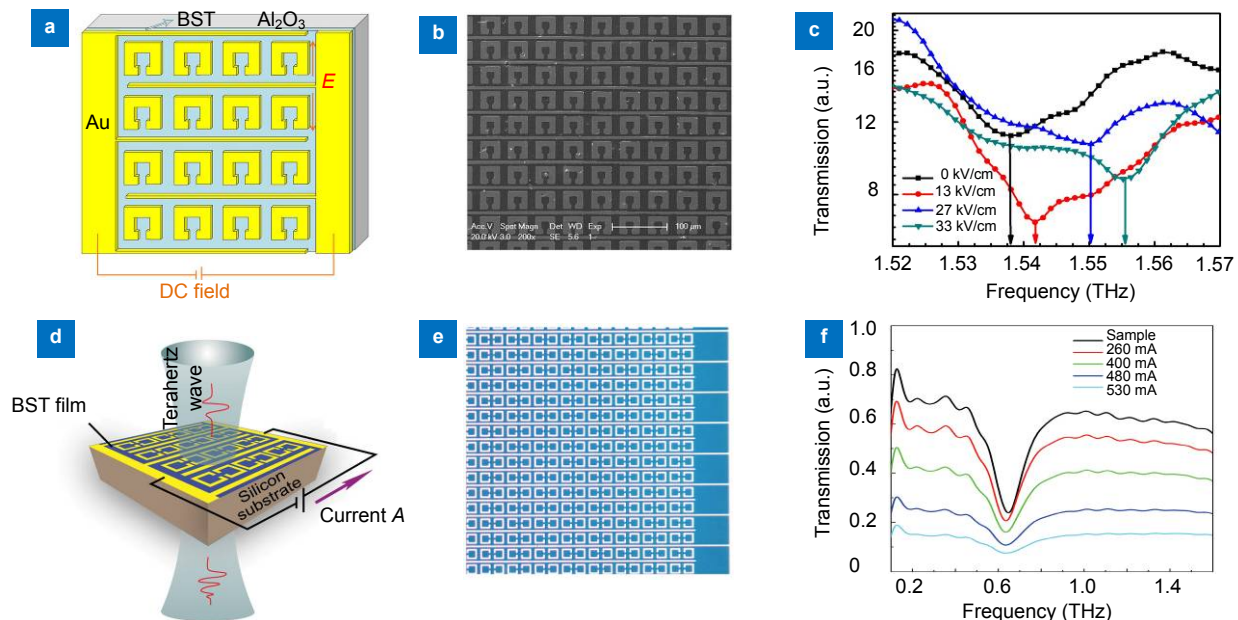 a
BST
Al₂O₃
E
Au
DC field
b
Acc.V Spot Magn Det WD Exp
20.0 kV 3.0 200x SE 5.6 1
100 μm
c
Transmission (a.u.)
20
16
12
8
0 kV/cm
13 kV/cm
27 kV/cm
33 kV/cm
1.52 1.53 1.54 1.55 1.56 1.57
Frequency (THz)
d
Terahertz
wave
BST film
Silicon
substrate
Current A
e
f
Transmission (a.u.)
1.0
0.8
0.6
0.4
0.2
0
Sample
260 mA
400 mA
480 mA
530 mA
0.2 0.6 1.0 1.4
Frequency (THz)